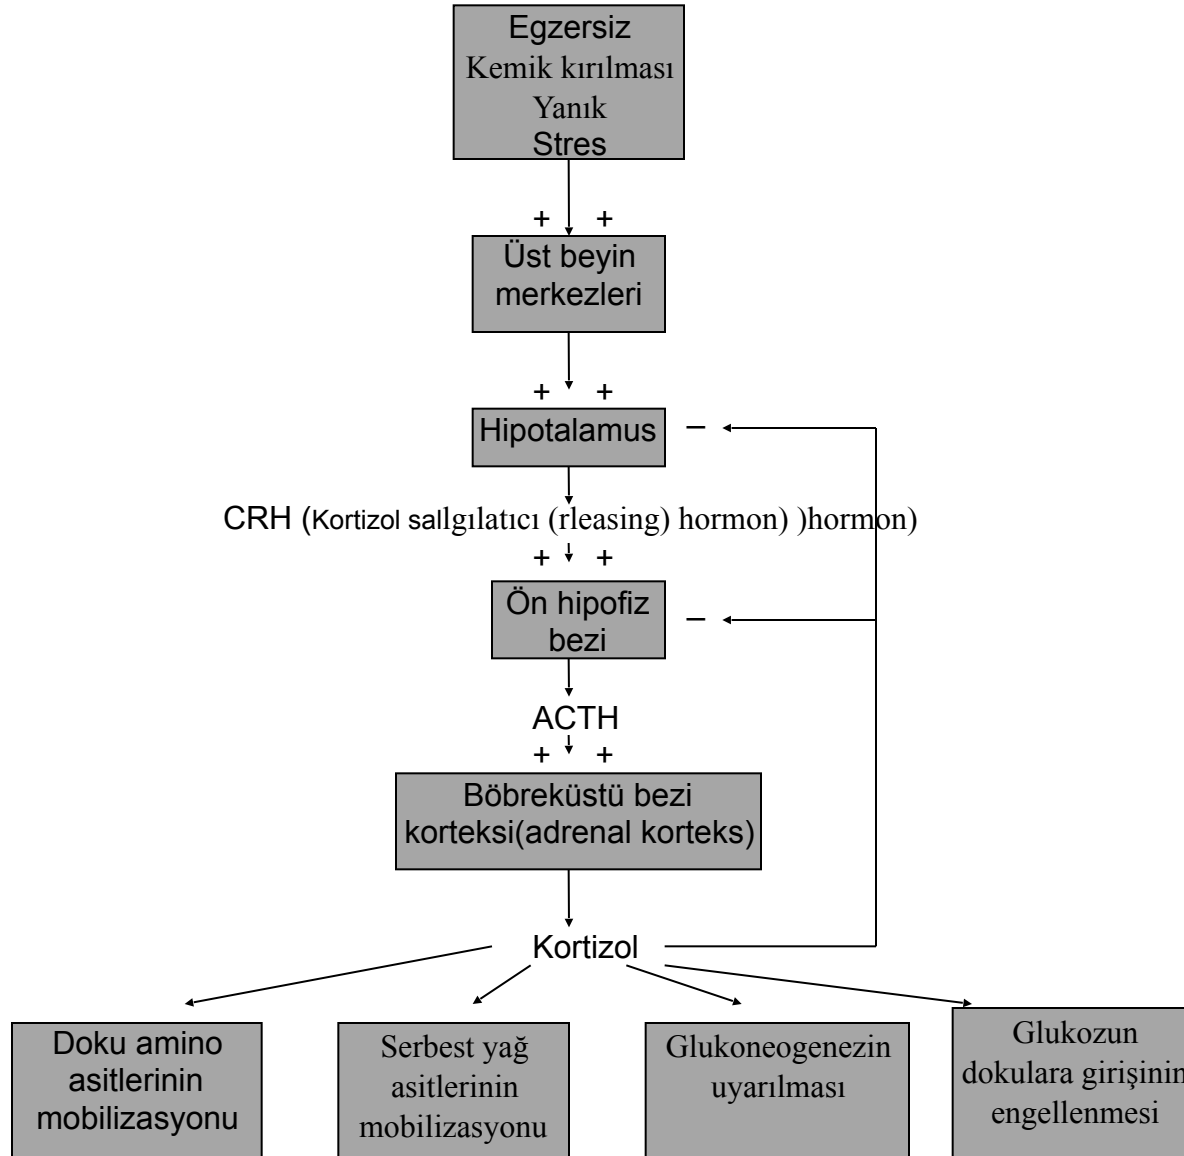 Egzersiz
Kemik kırılması
Yanık
Stres
+ +
Üst beyin
merkezleri
+ +
Hipotalamus
–
CRH (Kortizol sallgılatıcı (rleasing) hormon) )hormon)
+ +
Ön hipofiz
bezi
–
ACTH
+ +
Böbreküstü bezi
korteksi(adrenal korteks)
Kortizol
Doku amino
asitlerinin
mobilizasyonu
Serbest yağ
asitlerinin
mobilizasyonu
Glukoneogenezin
uyarılması
Glukozun
dokulara girişinin
engellenmesi